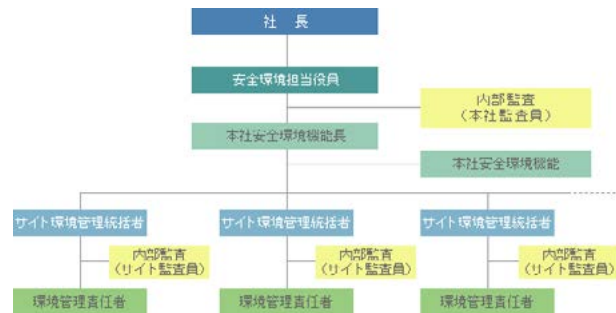 社　長
安全環境担当役員
内部監査
（本社監査員）
本社安全環境機能長
本社安全環境機能
サイト環境管理統括者
サイト環境管理統括者
サイト環境管理統括者
内部監査
（サイト監査員）
内部監査
（サイト監査員）
内部監査
（サイト監査員）
環境管理責任者
環境管理責任者
環境管理責任者